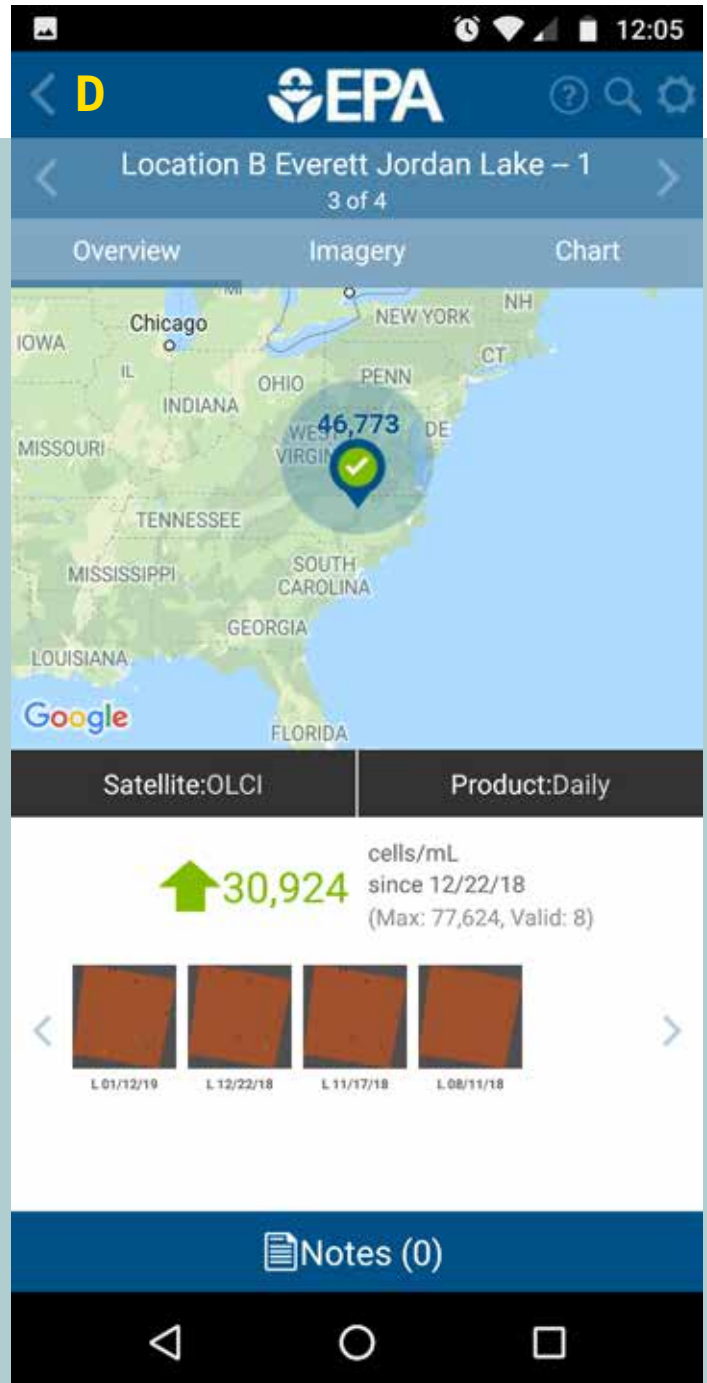 12:05
D
EPA
?
Location B Everett Jordan Lake – 1
3 of 4
Overview Imagery Chart
MI
NH
Chicago
NEW YORK
IOWA
CT
IL
OHIO
PENN
INDIANA
46,773
DE
WEST
MISSOURI
VIRGIN
TENNESSEE
SOUTH
MISSISSIPPI
CAROLINA
GEORGIA
LOUISIANA
Google
FLORIDA
Satellite:OLCI Product:Daily
cells/mL
30,924 since 12/22/18
(Max: 77,624, Valid: 8)
L 01/12/19 L 12/22/18 L 11/17/18 L 08/11/18
Notes (0)